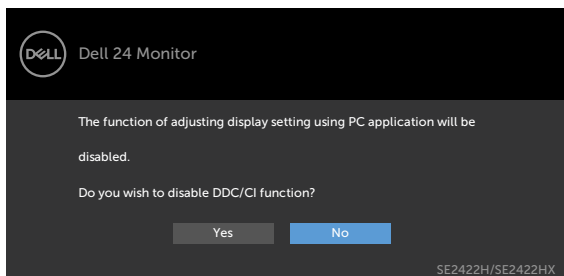 DELL
Dell 24 Monitor
The function of adjusting display setting using PC application will be
disabled.
Do you wish to disable DDC/CI function?
Yes No
SE2422H/SE2422HX